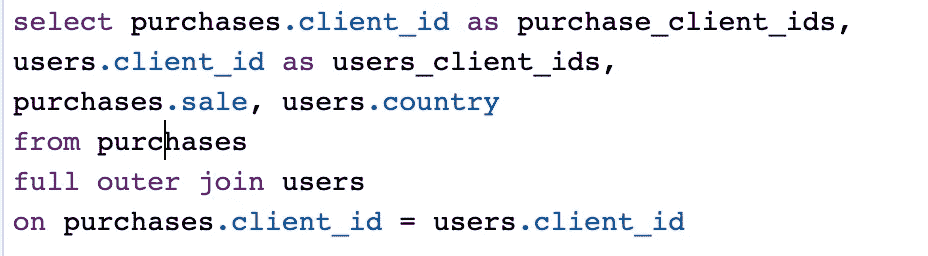 select purchases.client_id as purchase_client_ids,
users.client_id as users_client_ids,
purchases.sale, users.country
from purchases
full outer join users
on purchases.client_id = users.client_id